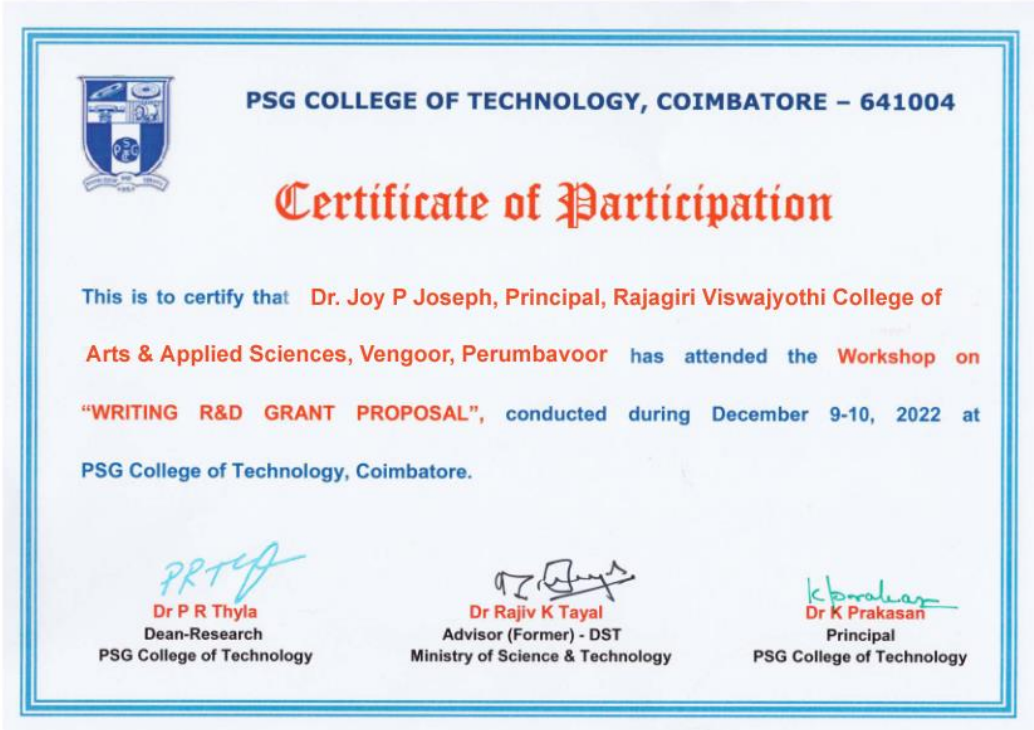 PSG COLLEGE OF TECHNOLOGY, COIMBATORE – 641004
PSG
1951
Certificate of Participation
This is to certify that Dr. Joy P Joseph, Principal, Rajagiri Viswajyothi College of
Arts & Applied Sciences, Vengoor, Perumbavoor has attended the Workshop on
“WRITING R&D GRANT PROPOSAL”, conducted during December 9-10, 2022 at
PSG College of Technology, Coimbatore.
Dr P R Thyla
Dean-Research
PSG College of Technology
Dr Rajiv K Tayal
Advisor (Former) - DST
Ministry of Science & Technology
Dr K Prakasan
Principal
PSG College of Technology